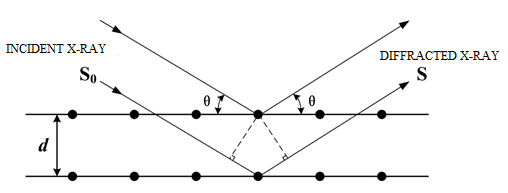 INCIDENT X-RAY
DIFFRACTED X-RAY
S₀
S
θ
θ
d